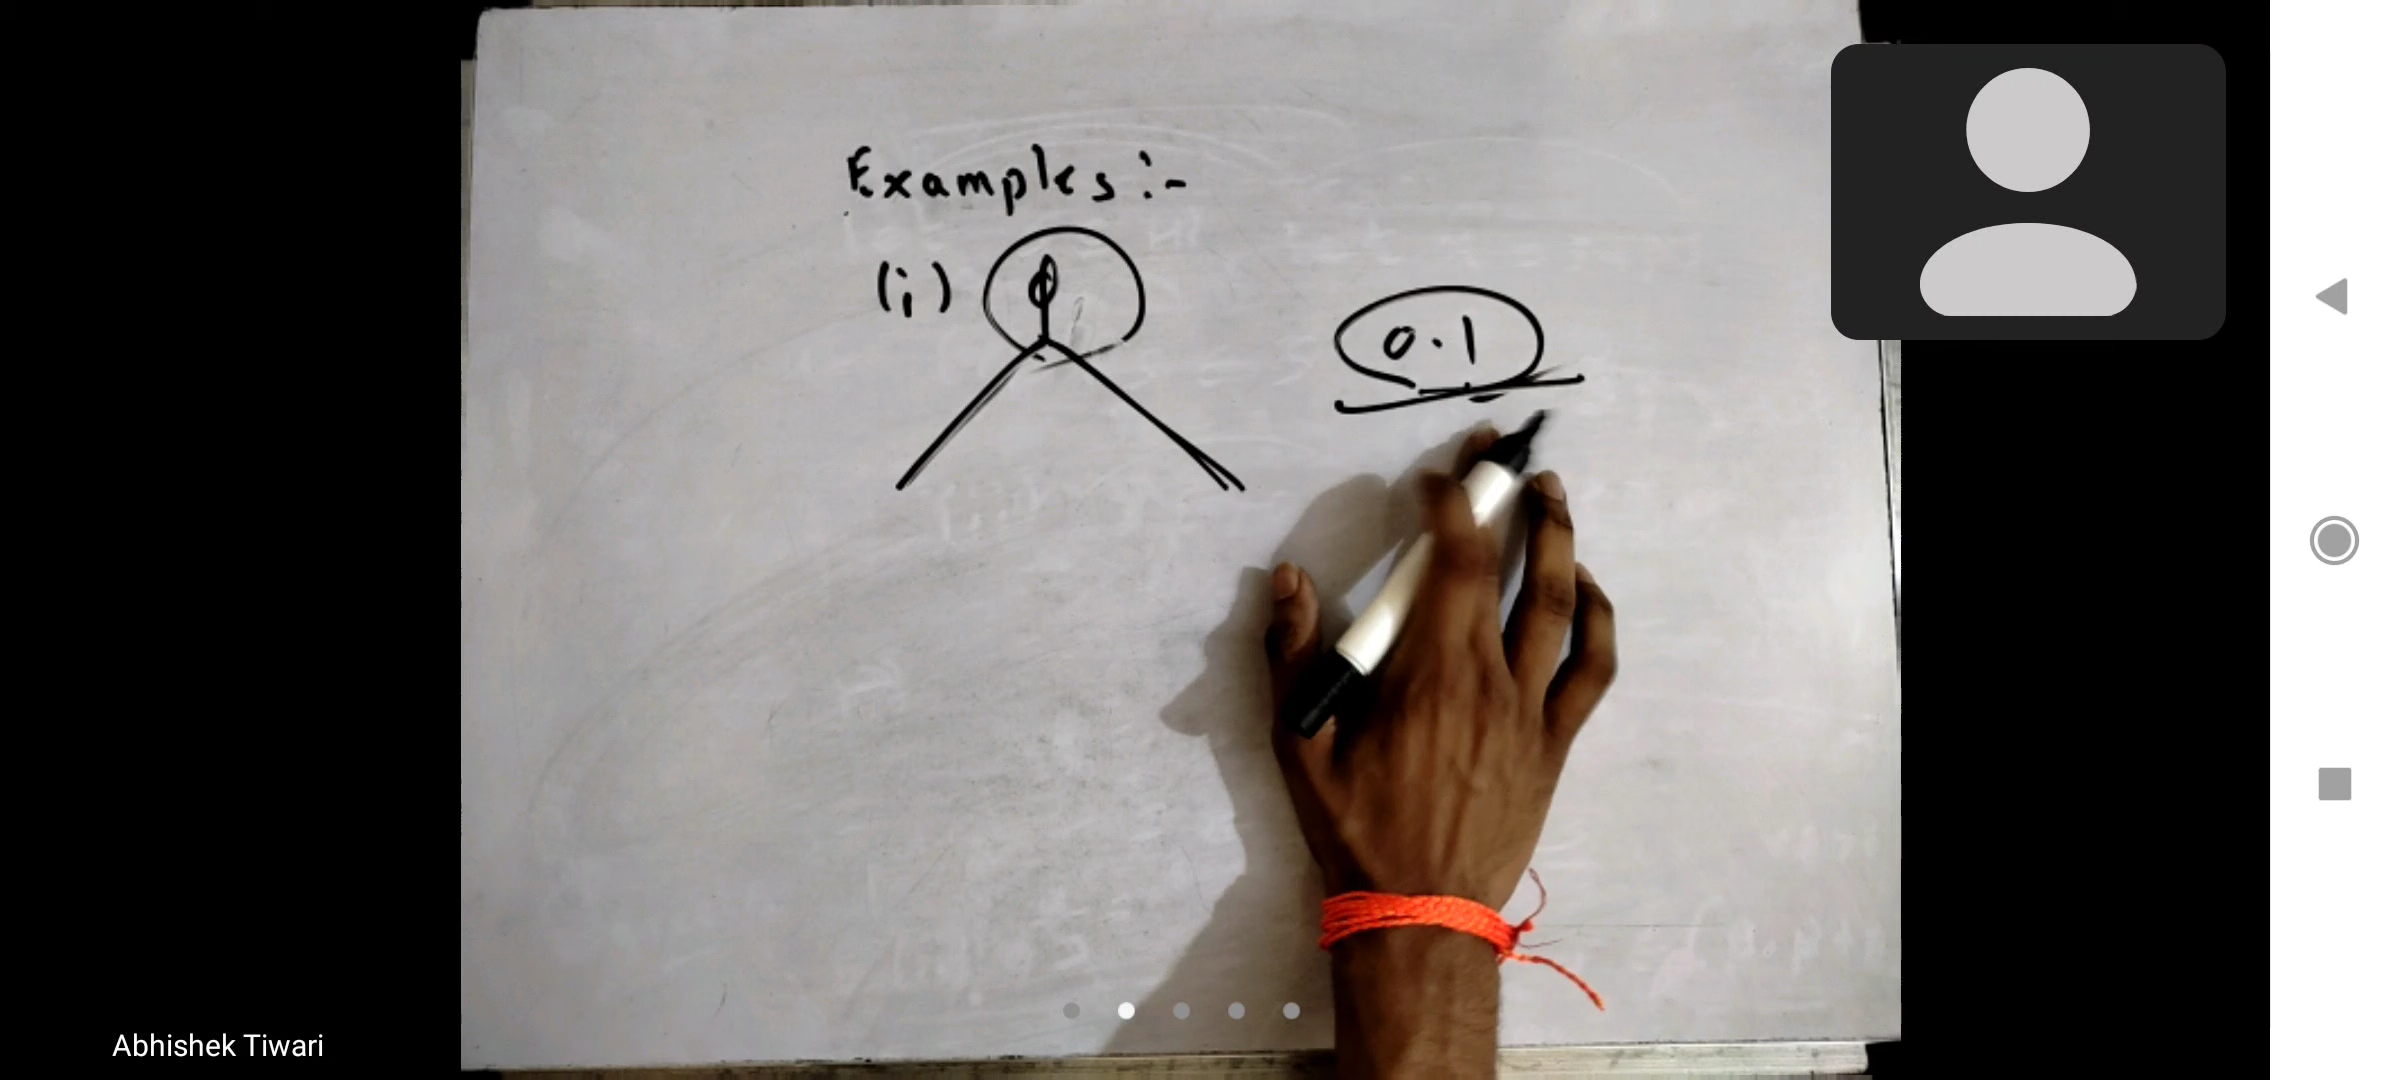 Examples :-
(i) φ
0.1
Abhishek Tiwari